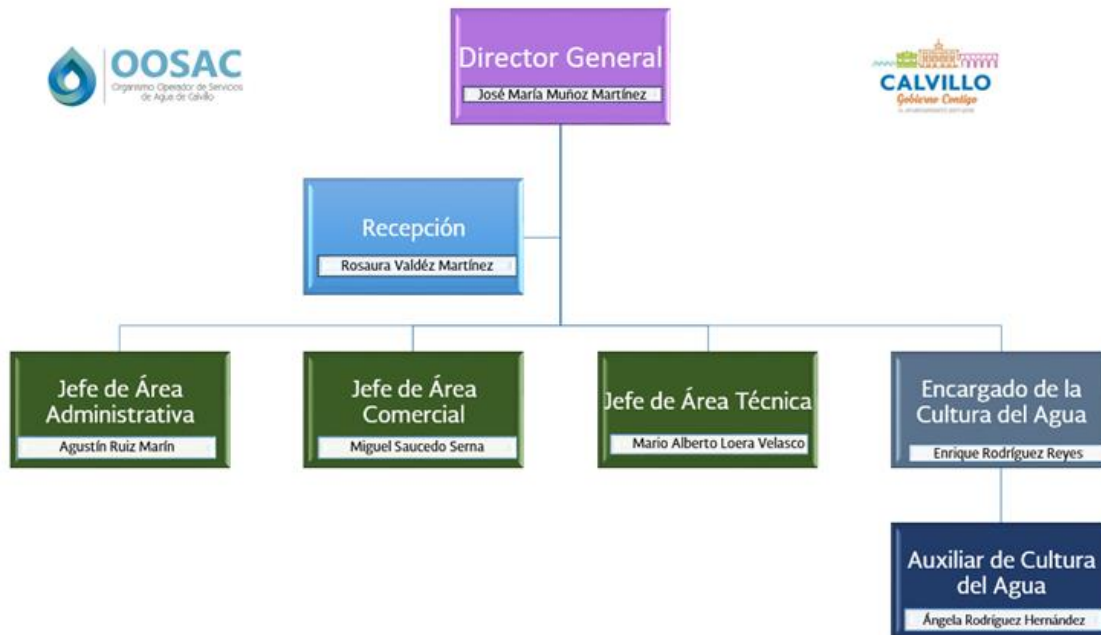 OOSAC
Organismo Operador de Servicios
de Agua de Calvillo
Director General
José María Muñoz Martínez
CALVILLO
Gobierno Contigo
Recepción
Rosaura Valdéz Martínez
Jefe de Área
Administrativa
Agustín Ruiz Marín
Jefe de Área
Comercial
Miguel Saucedo Serna
Jefe de Área Técnica
Mario Alberto Loera Velasco
Encargado de la
Cultura del Agua
Enrique Rodríguez Reyes
Auxiliar de Cultura
del Agua
Ángela Rodríguez Hernández